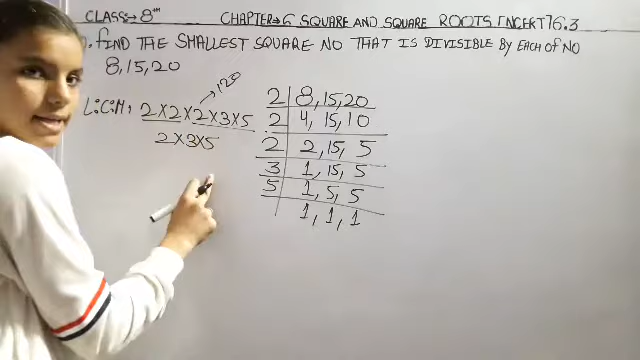 CLASS:- 8th CHAPTER:- 6 SQUARE AND SQUARE ROOTS [NCERT] 6.3
. FIND THE SMALLEST SQUARE NO THAT IS DIVISIBLE BY EACH OF NO
8, 15, 20
L.C.M, 2×2×2×3×5 → 120
2×3×5
2 | 8, 15, 20
2 | 4, 15, 10
2 | 2, 15, 5
3 | 1, 15, 5
5 | 1, 5, 5
1, 1, 1